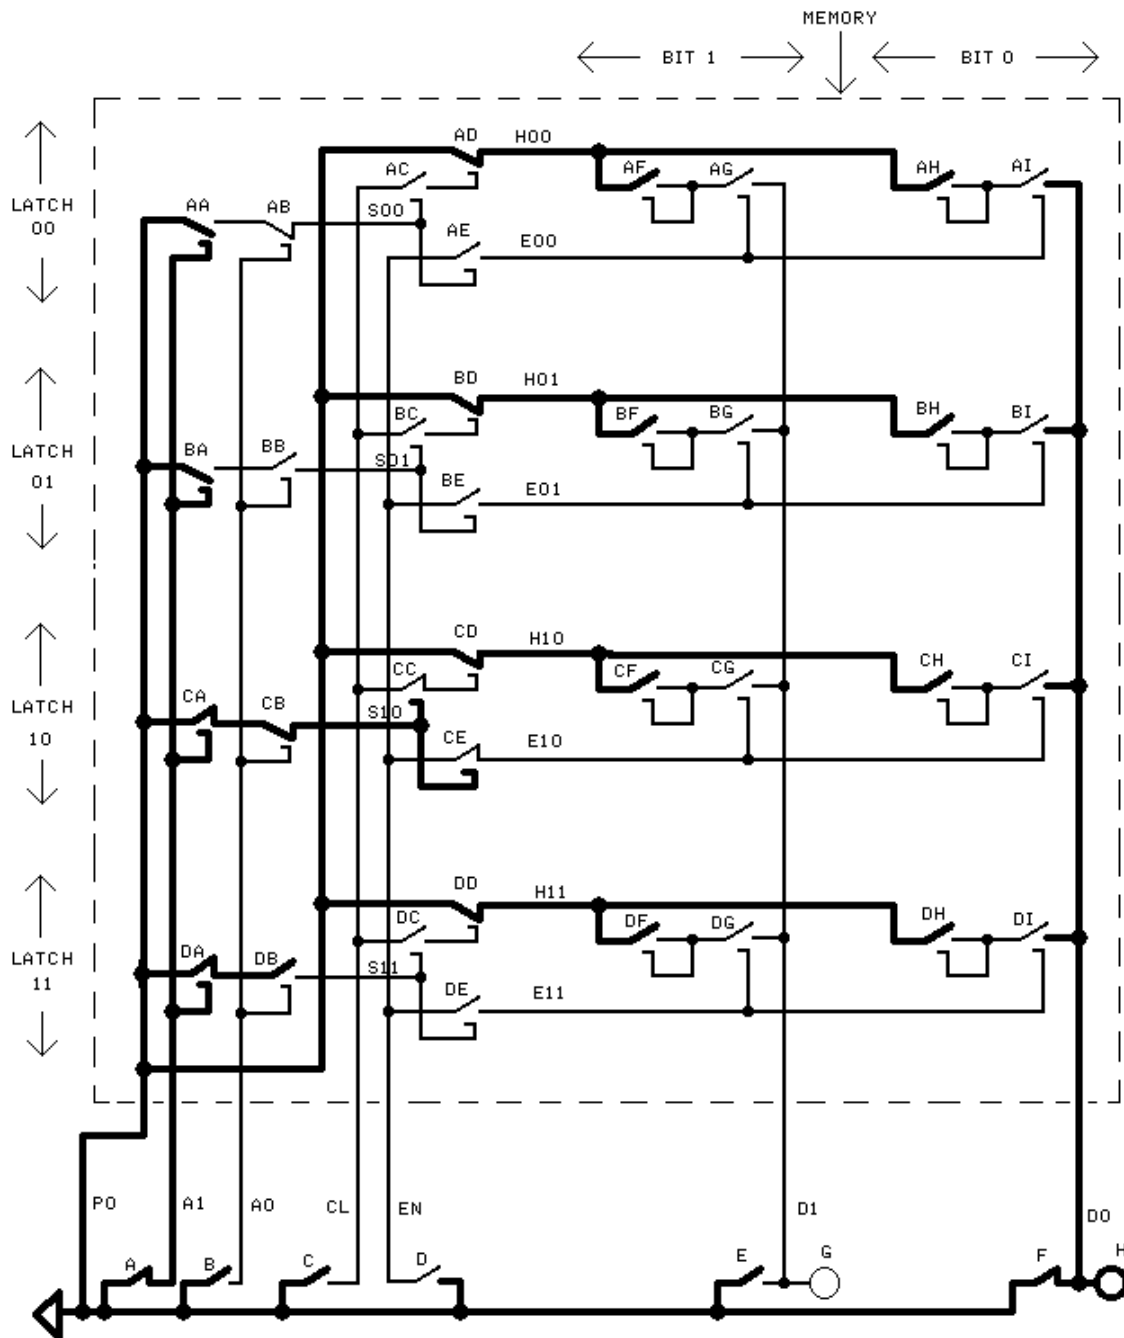 MEMORY
BIT 1
BIT 0
LATCH
00
AA
AB
S00
AC
AD
H00
AE
E00
AF
AG
AH
AI
LATCH
01
BA
BB
S01
BC
BD
H01
BE
E01
BF
BG
BH
BI
LATCH
10
CA
CB
S10
CC
CD
H10
CE
E10
CF
CG
CH
CI
LATCH
11
DA
DB
S11
DC
DD
H11
DE
E11
DF
DG
DH
DI
P0
A1
A0
CL
EN
D1
D0
A
B
C
D
E
G
F
H